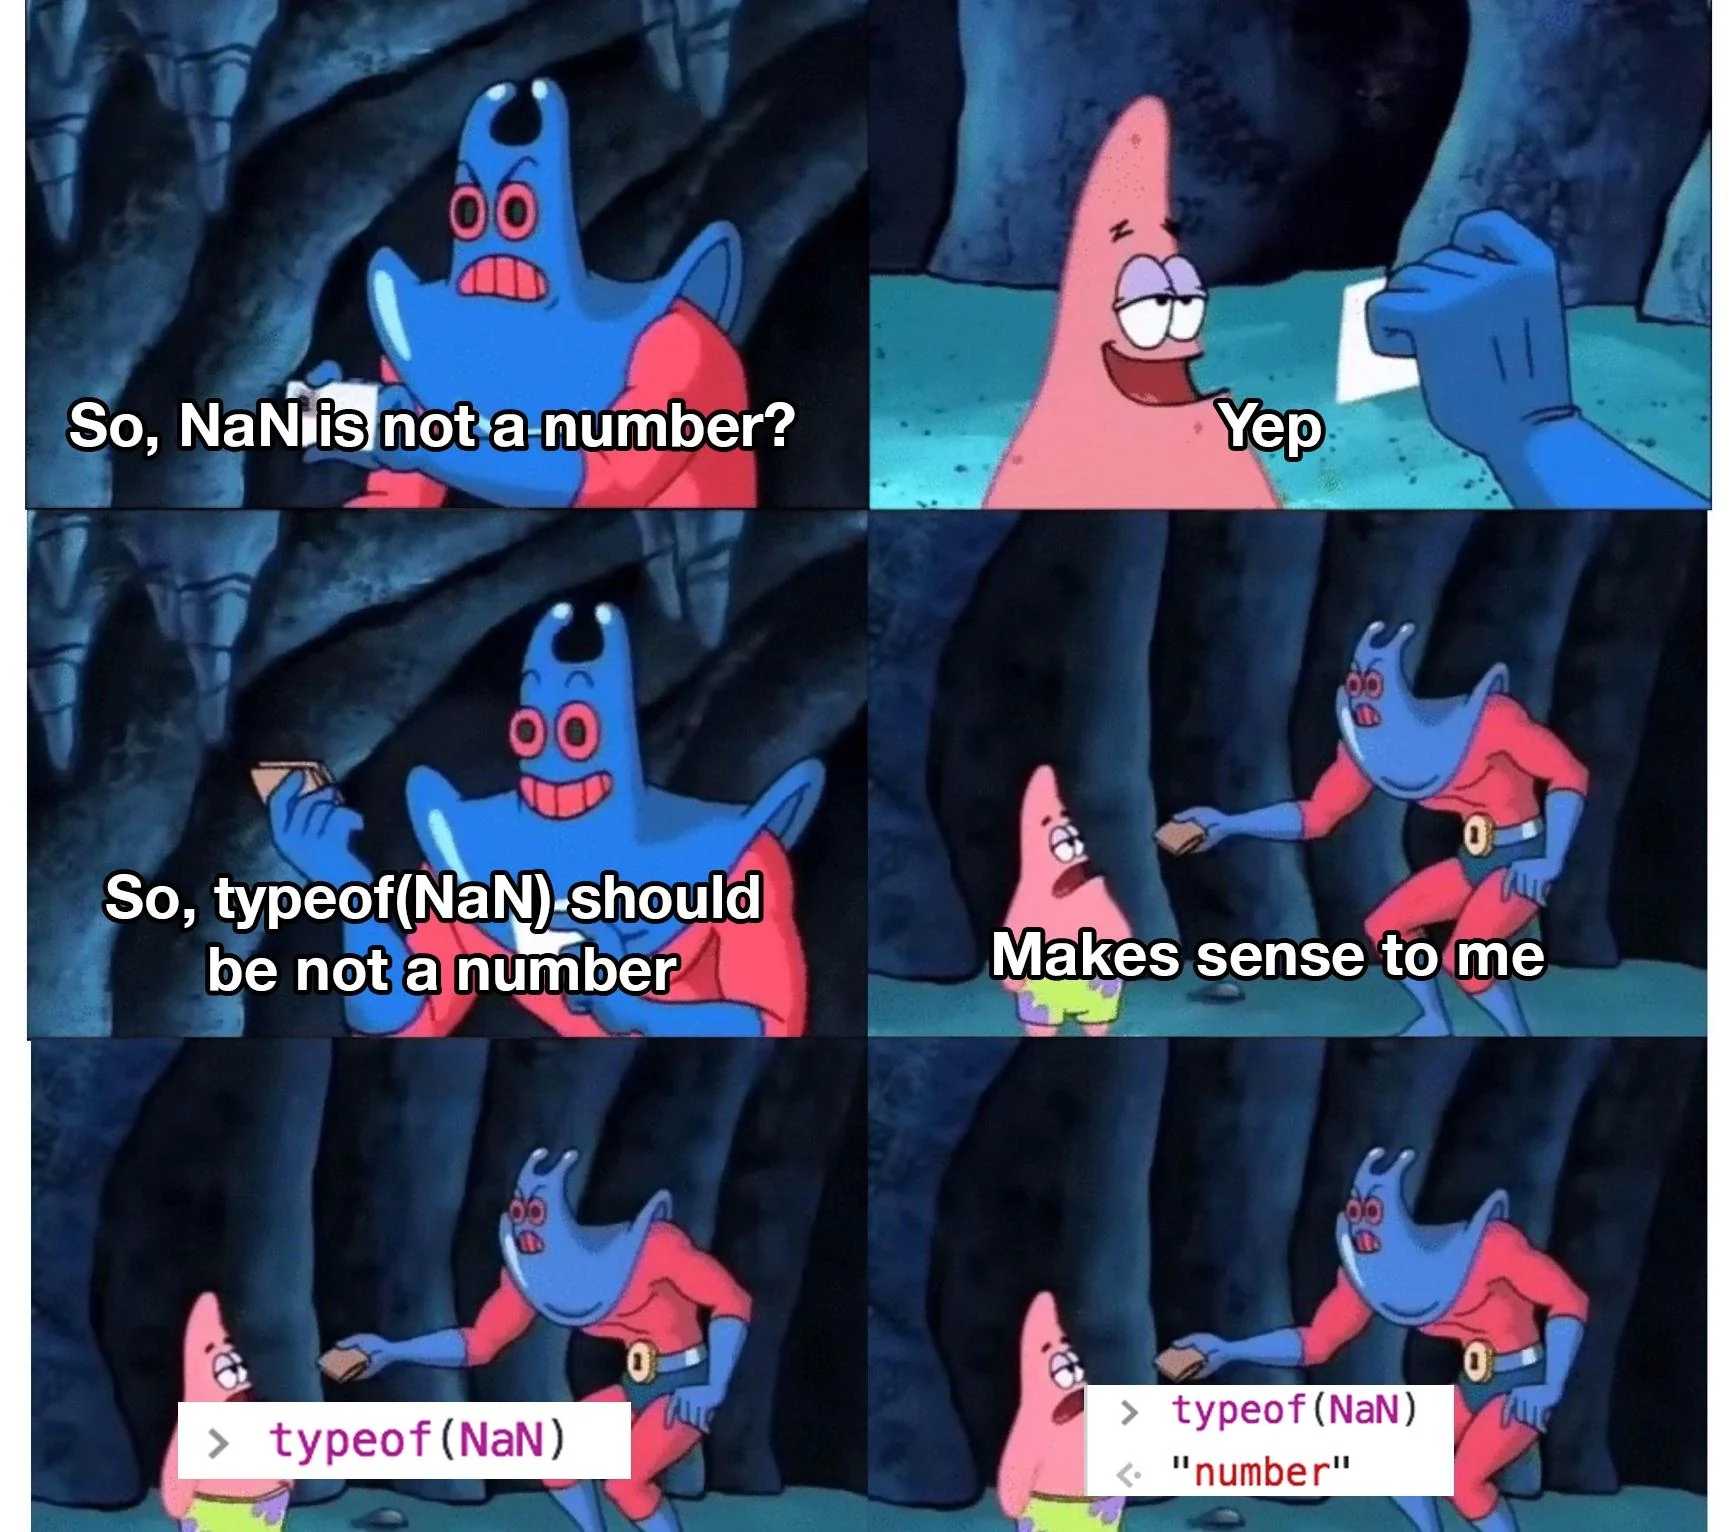 So, NaN is not a number?
Yep
So, typeof(NaN) should
be not a number
Makes sense to me
> typeof(NaN)
> typeof(NaN)
<· "number"